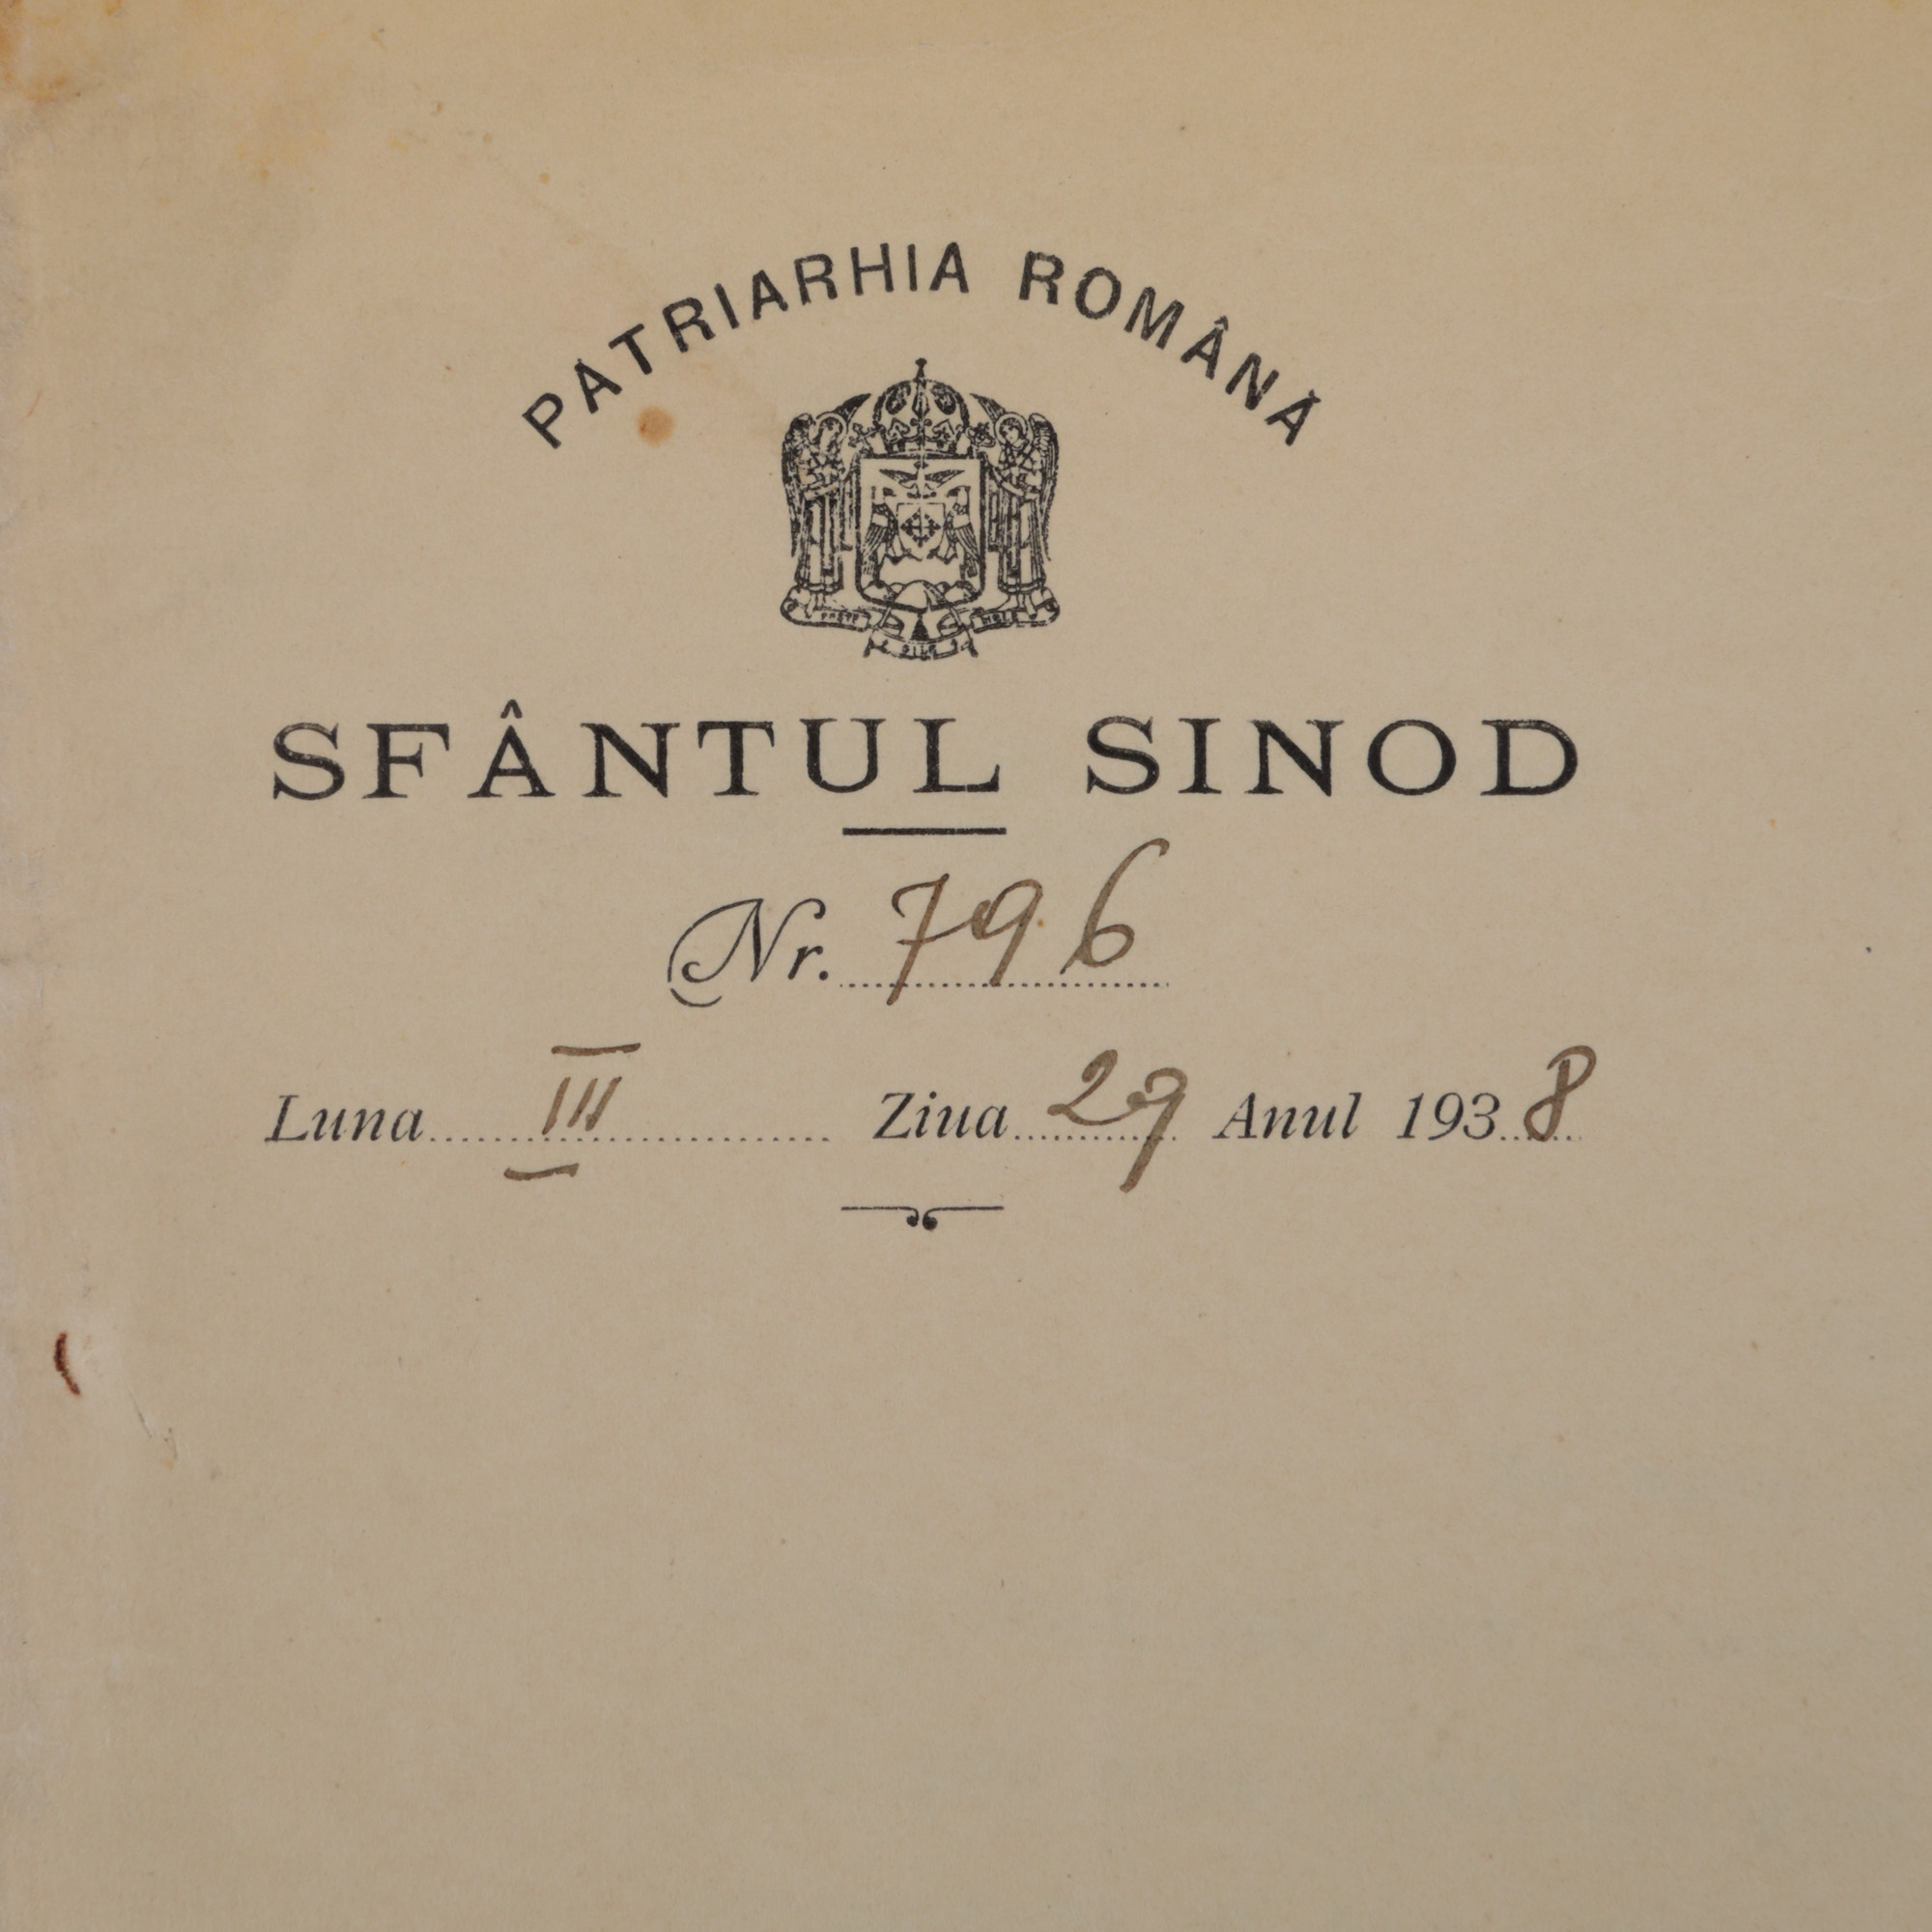 PATRIARHIA ROMÂNĂ
SFÂNTUL SINOD
Nr. 796
Luna III Ziua 29 Anul 1938